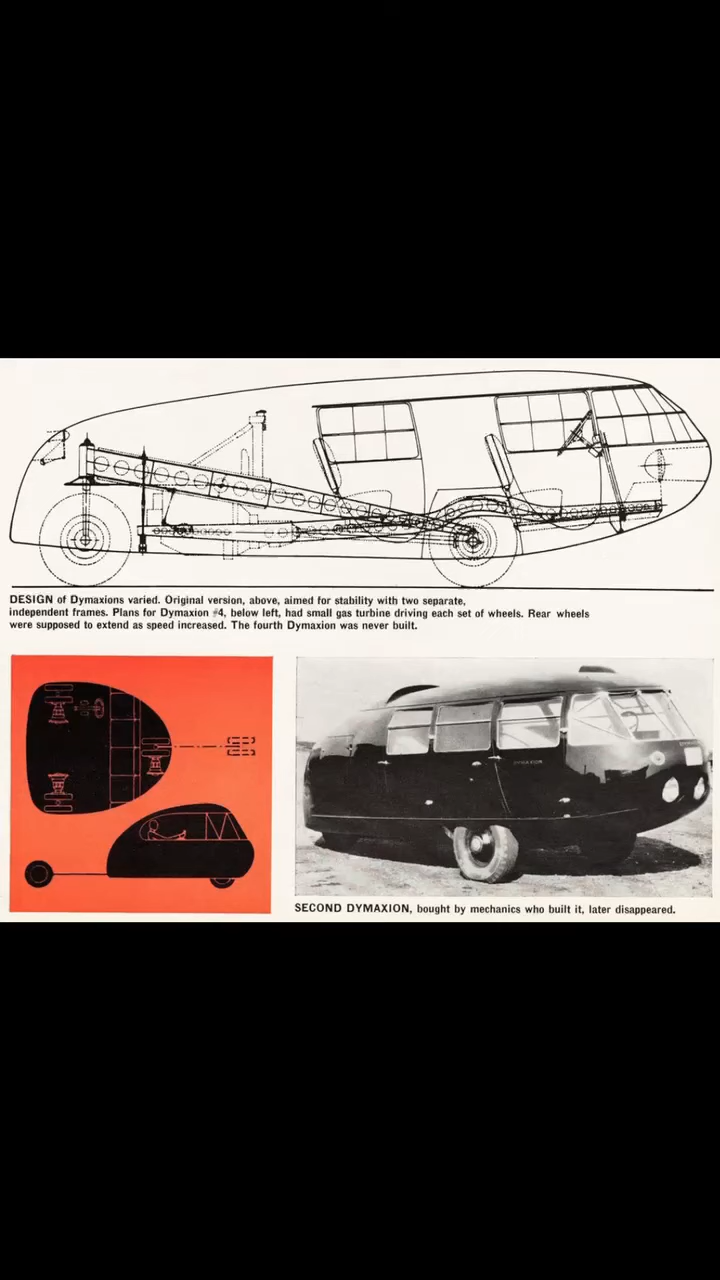 DESIGN of Dymaxions varied. Original version, above, aimed for stability with two separate,
independent frames. Plans for Dymaxion #4, below left, had small gas turbine driving each set of wheels. Rear wheels
were supposed to extend as speed increased. The fourth Dymaxion was never built.
DYMAXION
SECOND DYMAXION, bought by mechanics who built it, later disappeared.